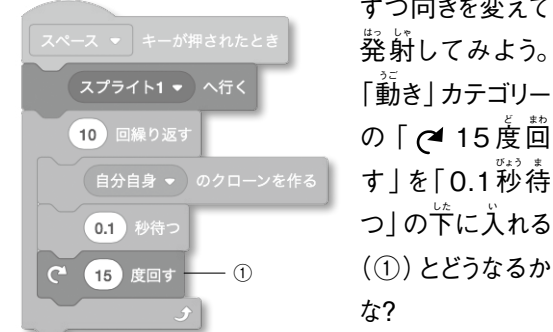 スペース キーが押されたとき
スプライト1 へ行く
10 回繰り返す
自分自身 のクローンを作る
0.1 秒待つ
15 度回す ①
ずつ向きを変えて
発射してみよう。
「動き」カテゴリー
の「 15度回
す」を「0.1秒待
つ」の下に入れる
(①)とどうなるか
な?